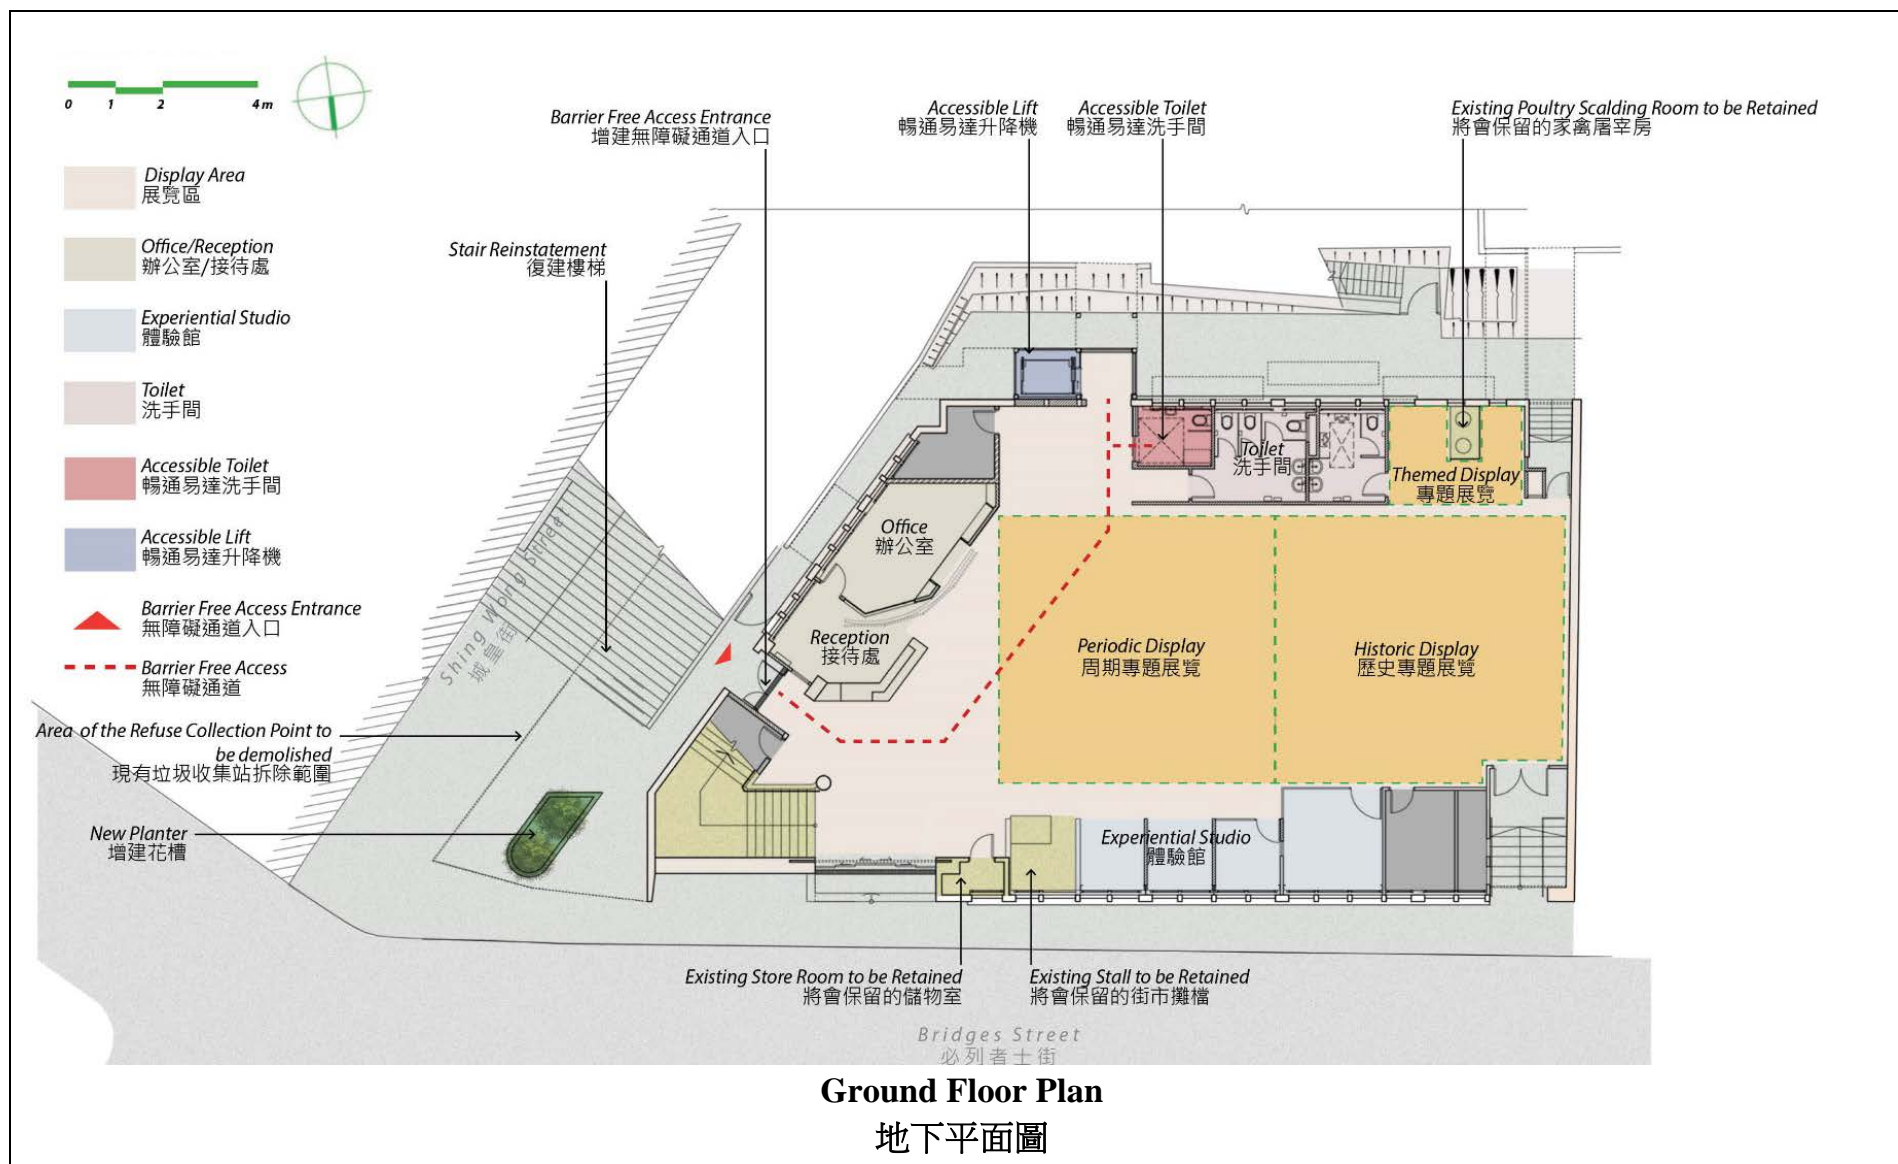 0 1 2 4 m
Display Area
展覽區
Office/Reception
辦公室/接待處
Experiential Studio
體驗館
Toilet
洗手間
Accessible Toilet
暢通易達洗手間
Accessible Lift
暢通易達升降機
Barrier Free Access Entrance
無障礙通道入口
Barrier Free Access
無障礙通道
Area of the Refuse Collection Point to
be demolished
現有垃圾收集站拆除範圍
New Planter
增建花槽
Stair Reinstatement
復建樓梯
Barrier Free Access Entrance
增建無障礙通道入口
Accessible Lift
暢通易達升降機
Accessible Toilet
暢通易達洗手間
Existing Poultry Scalding Room to be Retained
將會保留的家禽屠宰房
Shing Wong Street
城皇街
Office
辦公室
Reception
接待處
Toilet
洗手間
Themed Display
專題展覽
Periodic Display
周期專題展覽
Historic Display
歷史專題展覽
Experiential Studio
體驗館
Existing Store Room to be Retained
將會保留的儲物室
Existing Stall to be Retained
將會保留的街市攤檔
Bridges Street
必列者士街
Ground Floor Plan
地下平面圖